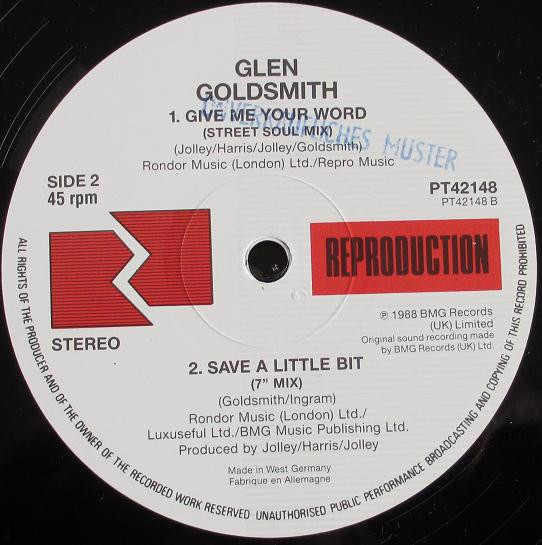 GLEN
GOLDSMITH
1. GIVE ME YOUR WORD
(STREET SOUL MIX)
(Jolley/Harris/Jolley/Goldsmith)
Rondor Music (London) Ltd./Repro Music
UNVERKÄUFLICHES MUSTER
SIDE 2
45 rpm
PT42148
PT42148 B
REPRODUCTION
STEREO
℗ 1988 BMG Records
(UK) Limited
Original sound recording made
by BMG Records (UK) Ltd.
2. SAVE A LITTLE BIT
(7” MIX)
(Goldsmith/Ingram)
Rondor Music (London) Ltd./
Luxuseful Ltd./BMG Music Publishing Ltd.
Produced by Jolley/Harris/Jolley
Made in West Germany
Fabrique en Allemagne
ALL RIGHTS OF THE PRODUCER AND OF THE OWNER OF THE RECORDED WORK RESERVED UNAUTHORISED PUBLIC PERFORMANCE BROADCASTING AND COPYING OF THIS RECORD PROHIBITED